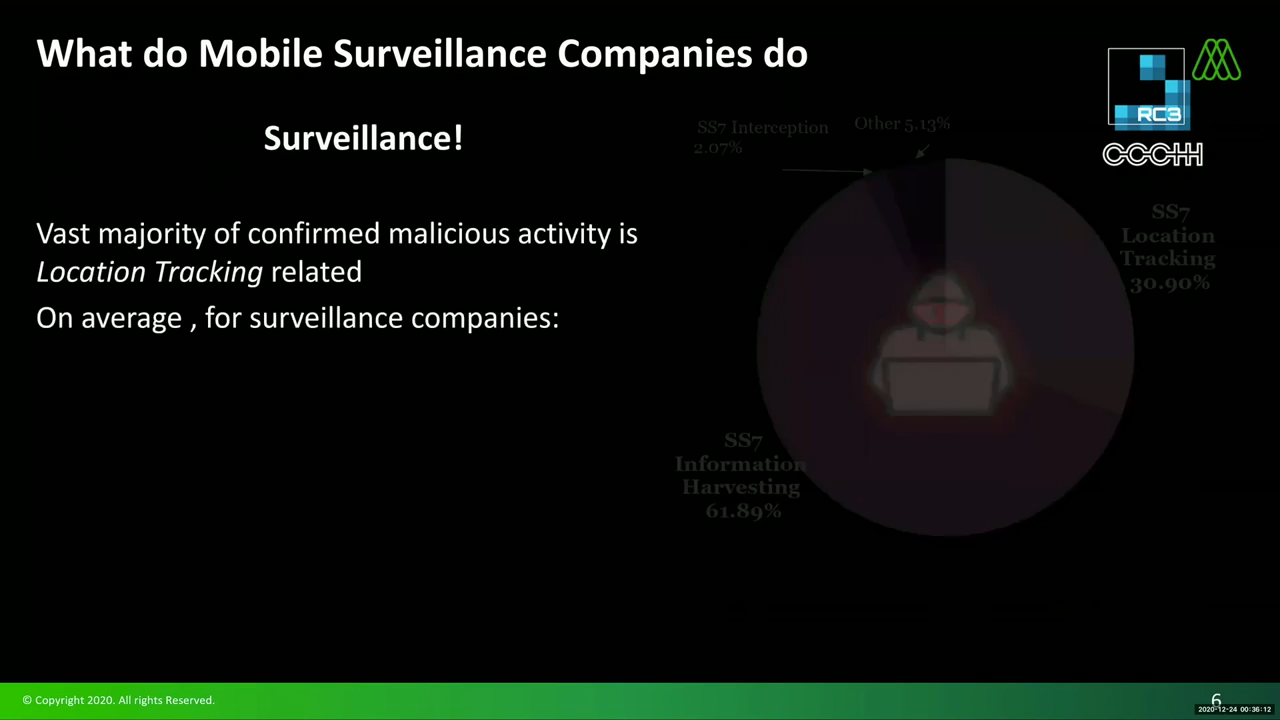 What do Mobile Surveillance Companies do
Surveillance!
Vast majority of confirmed malicious activity is
Location Tracking related
On average , for surveillance companies:
SS7 Interception
2.07%
Other 5.13%
SS7
Location
Tracking
30.90%
SS7
Information
Harvesting
61.89%
RC3
CCCHH
© Copyright 2020. All rights Reserved.
6
2020-12-24 00:36:12